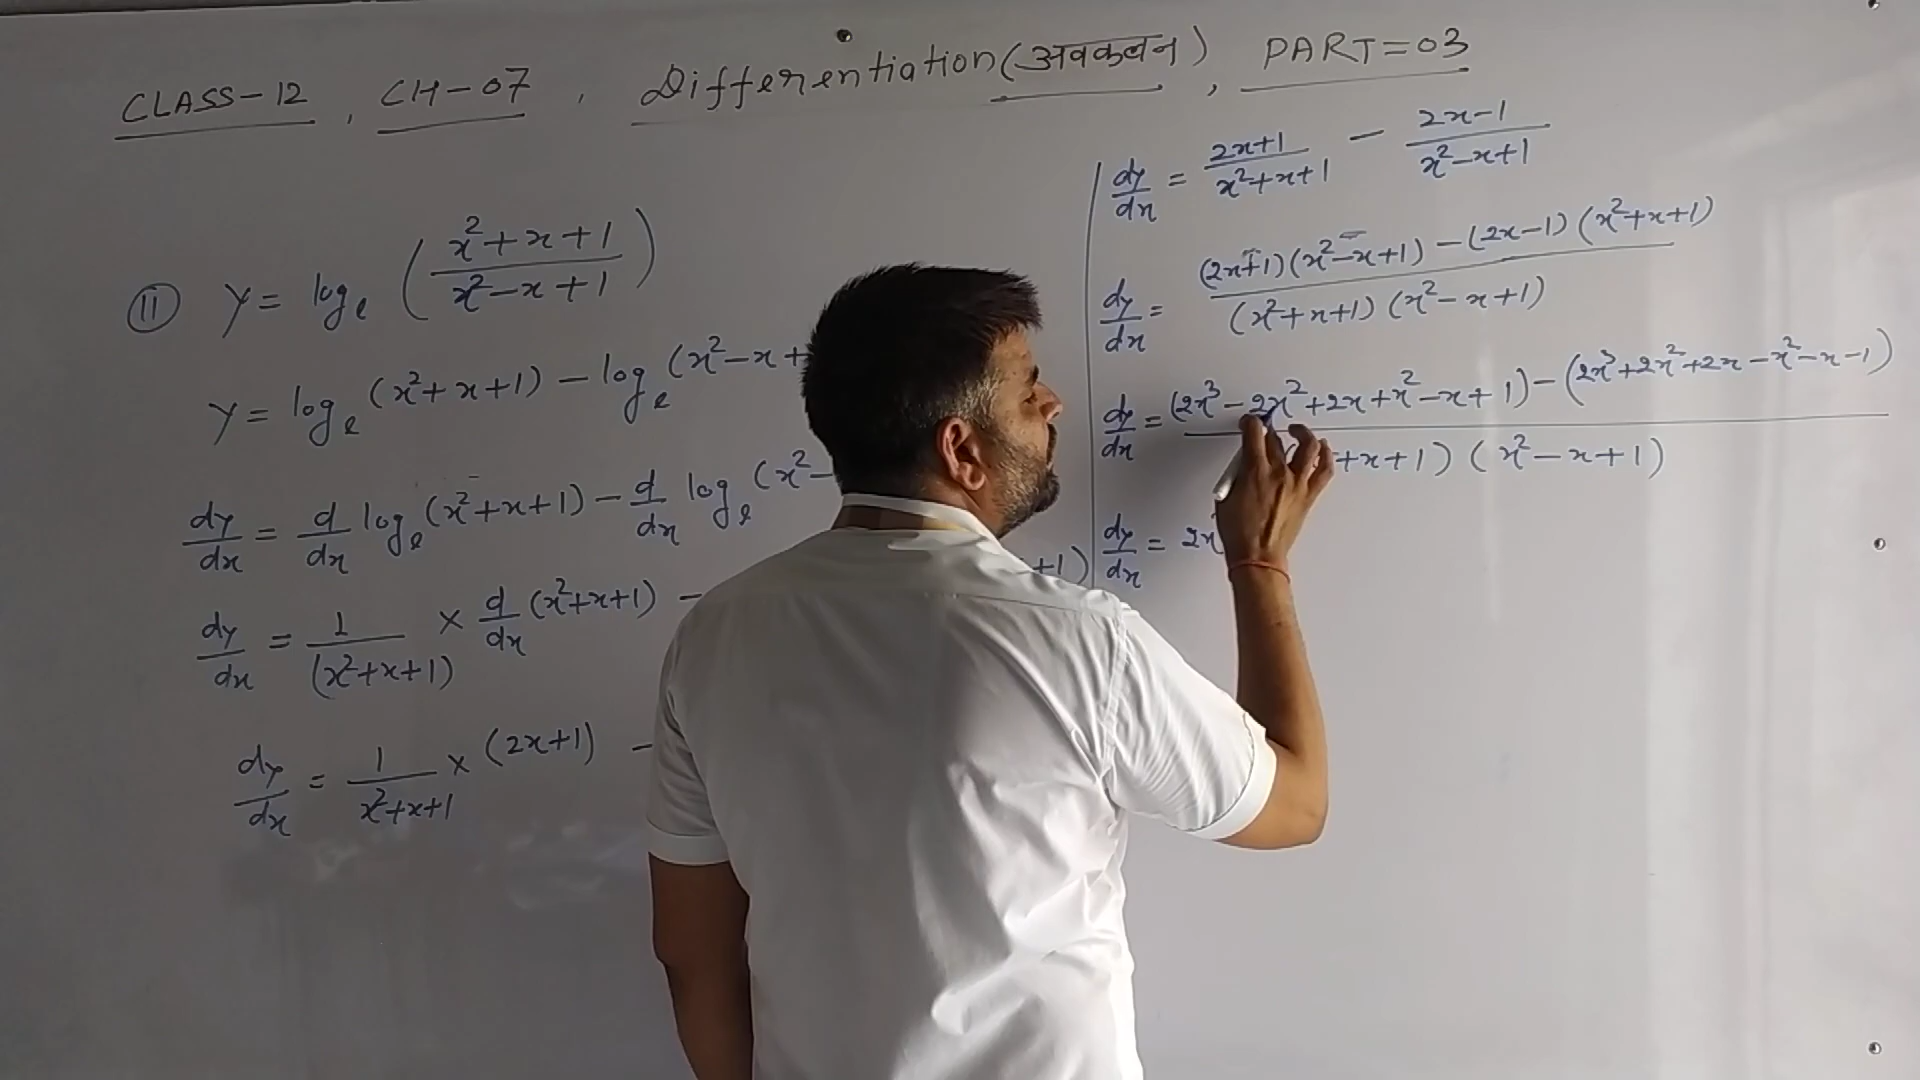 CLASS-12, CH-07, Differentiation (अवकलन), PART=03
⑪ y = logₑ ((x²+x+1)/(x²-x+1))
y = logₑ (x²+x+1) - logₑ (x²-x+
dy/dx = d/dx logₑ (x²+x+1) - d/dx logₑ (x²-
dy/dx = 1/(x²+x+1) × d/dx (x²+x+1) - +1)
dy/dx = 1/(x²+x+1) × (2x+1) -
dy/dx = (2x+1)/(x²+x+1) - (2x-1)/(x²-x+1)
dy/dx = ((2x+1)(x²-x+1) - (2x-1)(x²+x+1))/((x²+x+1)(x²-x+1))
dy/dx = ((2x³-2x²+2x+x²-x+1) - (2x³+2x²+2x-x²-x-1))/( +x+1)(x²-x+1)
dy/dx = 2x